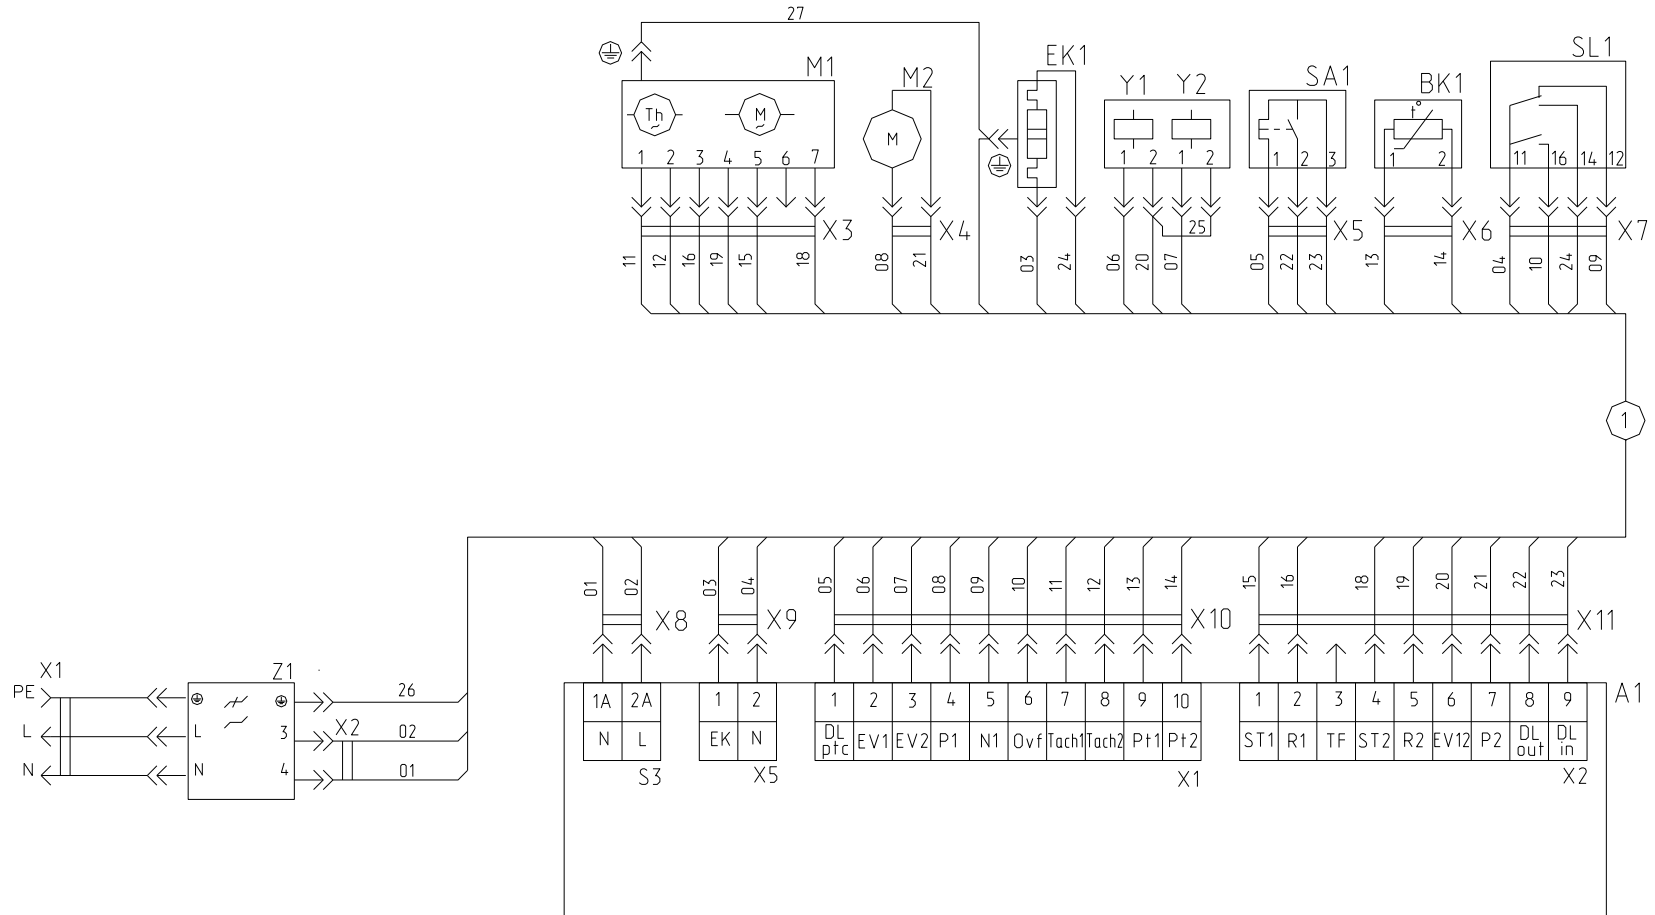 27
EK1
SL1
M1
M2
Y1 Y2
SA1
BK1
Th
M
M
t°
1 2 3 4 5 6 7
1 2 1 2
1 2 3
1 2
11 16 14 12
X3
X4
25
X5
X6
X7
11 12 16 19 15 18
08 21
03 24
06 20 07
05 22 23
13 14
04 10 24 09
1
01 02
03 04
05 06 07 08 09 10 11 12 13 14
15 16 18 19 20 21 22 23
X8
X9
X10
X11
X1
Z1
PE
26
L
L
3
X2
02
N
N
4
01
A1
1A 2A
1 2
1 2 3 4 5 6 7 8 9 10
1 2 3 4 5 6 7 8 9
N L
EK N
DL ptc EV1 EV2 P1 N1 Ovf Tach1 Tach2 Pt1 Pt2
ST1 R1 TF ST2 R2 EV12 P2 DL out DL in
S3
X5
X1
X2